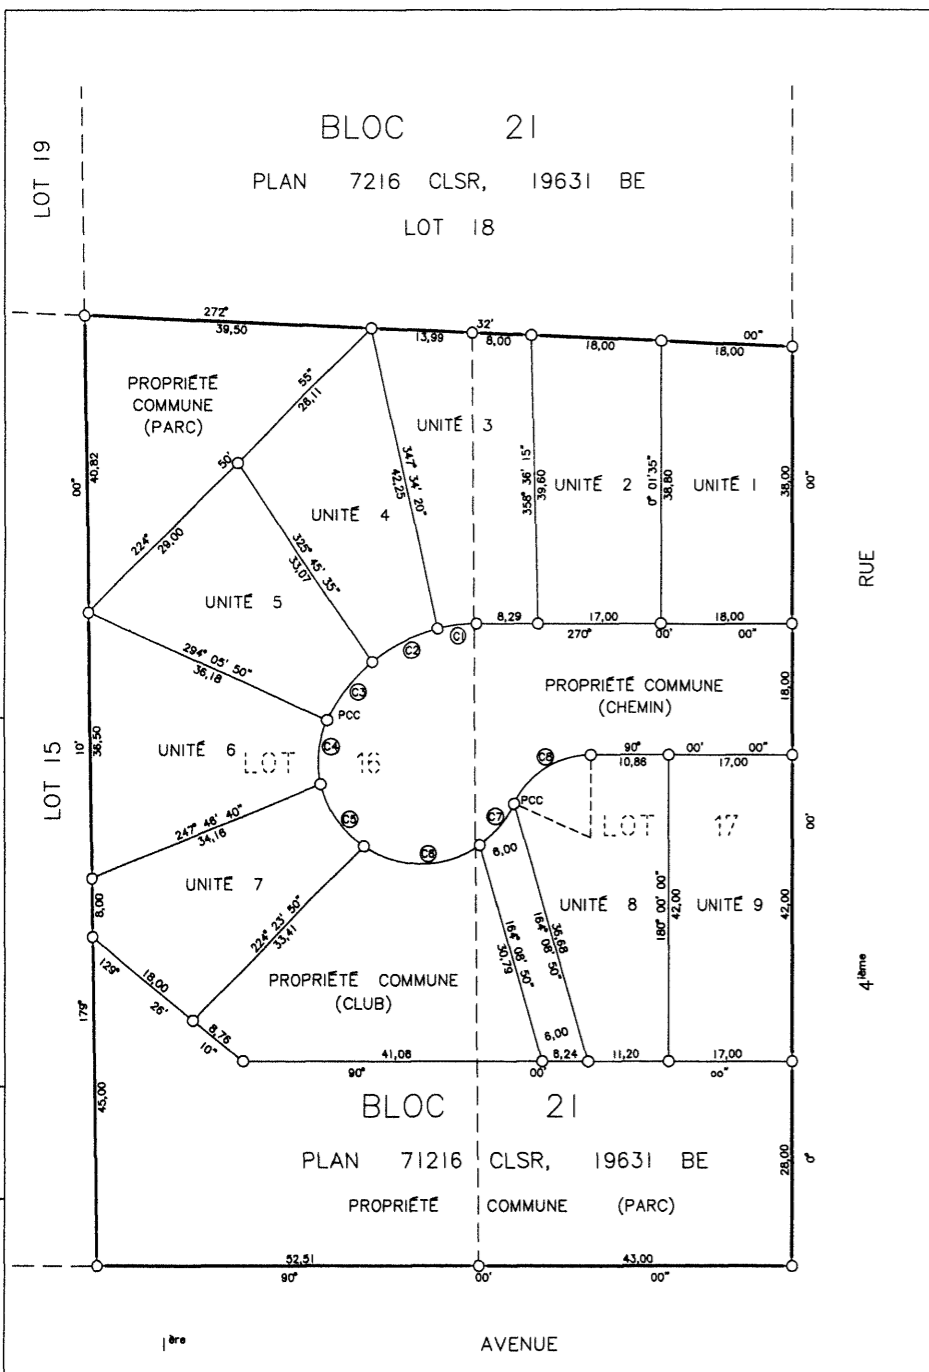 BLOC 21
PLAN 7216 CLSR, 19631 BE
LOT 18
LOT 19
272° 32' 00"
39,50
13,99
8,00
18,00
18,00
PROPRIÉTÉ
COMMUNE
(PARC)
55"
28,11
50'
224°
29,00
UNITÉ 3
347° 34' 20"
42,25
358° 36' 15"
39,60
UNITÉ 2
0° 01'35"
38,80
UNITÉ 1
38,00
00"
00"
40,82
UNITÉ 4
325° 45' 35"
33,07
UNITÉ 5
294° 05' 50"
36,18
C1
C2
C3
8,29
17,00
18,00
270° 00' 00"
RUE
PROPRIÉTÉ COMMUNE
(CHEMIN)
18,00
PCC
C4
UNITÉ 6
LOT 16
10'
36,50
LOT 15
C8
90° 00' 00"
10,86
17,00
PCC
C7
LOT 17
00'
247° 46' 40"
34,16
C5
C6
6,00
UNITÉ 7
8,00
224° 23' 50"
33,41
164° 08' 50"
30,79
164° 08' 50"
36,68
UNITÉ 8
180° 00' 00"
42,00
UNITÉ 9
42,00
4ième
129°
18,00
26'
8,76
10"
179°
PROPRIÉTÉ COMMUNE
(CLUB)
6,00
41,06
8,24
11,20
17,00
90° 00' 00"
45,00
BLOC 21
PLAN 71216 CLSR, 19631 BE
PROPRIÉTÉ COMMUNE (PARC)
28,00
0°
52,51
43,00
90° 00' 00"
1ère AVENUE